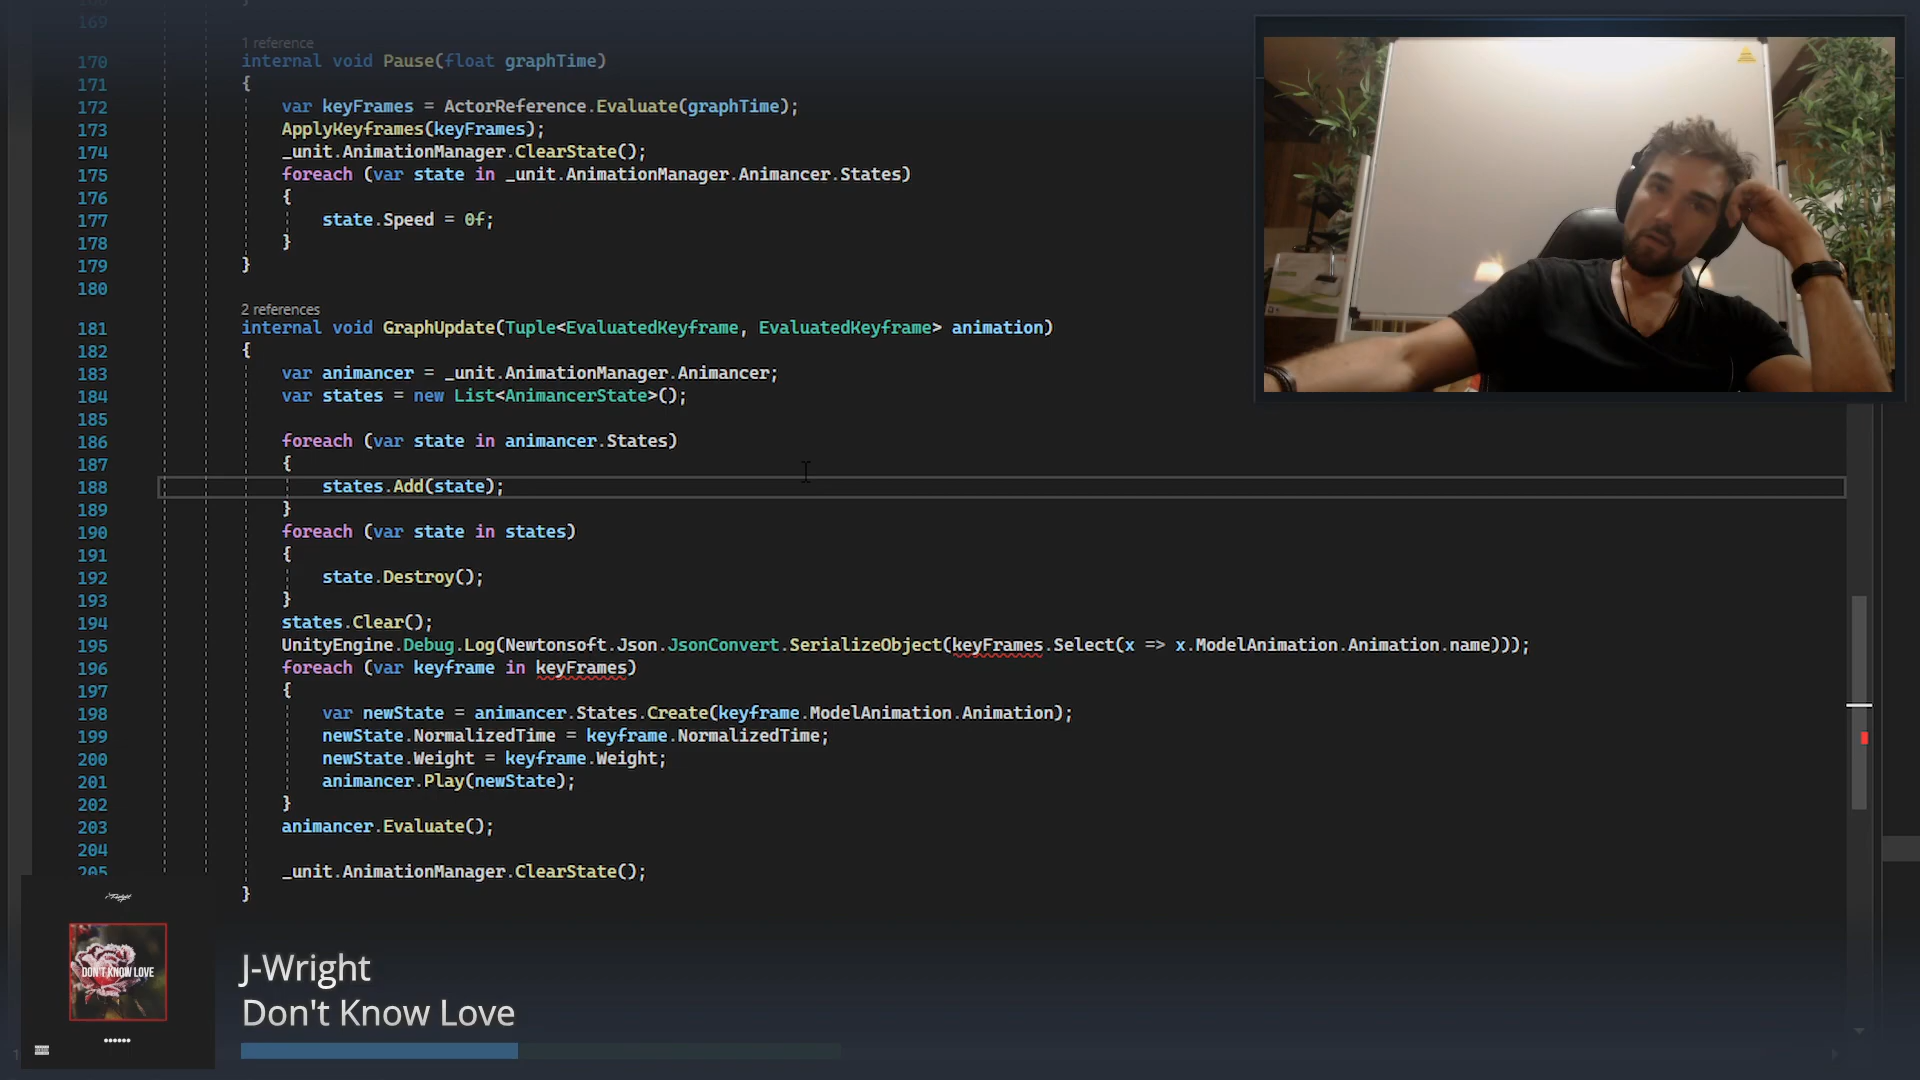 169
1 reference
170 internal void Pause(float graphTime)
171 {
172 var keyFrames = ActorReference.Evaluate(graphTime);
173 ApplyKeyframes(keyFrames);
174 _unit.AnimationManager.ClearState();
175 foreach (var state in _unit.AnimationManager.Animancer.States)
176 {
177 state.Speed = 0f;
178 }
179 }
180
2 references
181 internal void GraphUpdate(Tuple<EvaluatedKeyframe, EvaluatedKeyframe> animation)
182 {
183 var animancer = _unit.AnimationManager.Animancer;
184 var states = new List<AnimancerState>();
185
186 foreach (var state in animancer.States)
187 {
188 states.Add(state);
189 }
190 foreach (var state in states)
191 {
192 state.Destroy();
193 }
194 states.Clear();
195 UnityEngine.Debug.Log(Newtonsoft.Json.JsonConvert.SerializeObject(keyFrames.Select(x => x.ModelAnimation.Animation.name)));
196 foreach (var keyframe in keyFrames)
197 {
198 var newState = animancer.States.Create(keyframe.ModelAnimation.Animation);
199 newState.NormalizedTime = keyframe.NormalizedTime;
200 newState.Weight = keyframe.Weight;
201 animancer.Play(newState);
202 }
203 animancer.Evaluate();
204
205 _unit.AnimationManager.ClearState();
}
DON'T KNOW LOVE
J-Wright
Don't Know Love